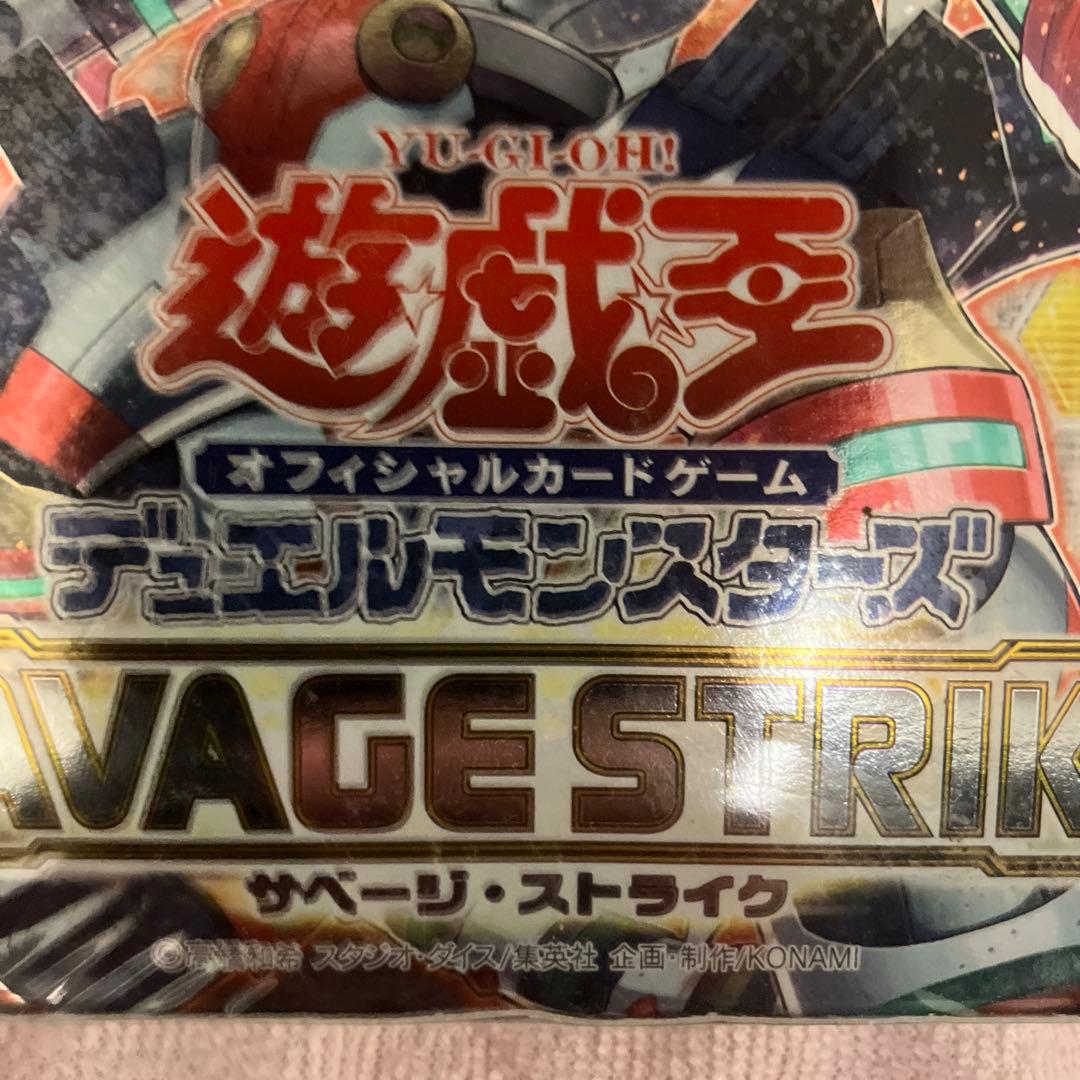 YU-GI-OH!
遊戯王
オフィシャルカードゲーム
デュエルモンスターズ
AVAGE STRIK
サベージ・ストライク
©高橋和希 スタジオ・ダイス/集英社 企画・制作/KONAMI